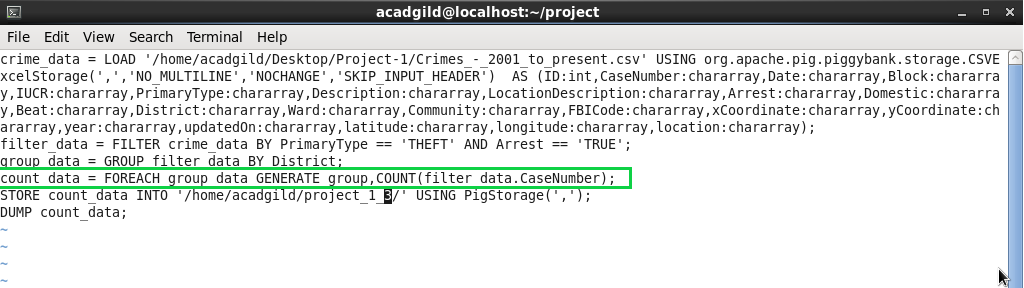 acadgild@localhost:~/project
File Edit View Search Terminal Help
crime_data = LOAD '/home/acadgild/Desktop/Project-1/Crimes_-_2001_to_present.csv' USING org.apache.pig.piggybank.storage.CSVE
xcelStorage(',','NO_MULTILINE','NOCHANGE','SKIP_INPUT_HEADER')  AS (ID:int,CaseNumber:chararray,Date:chararray,Block:chararra
y,IUCR:chararray,PrimaryType:chararray,Description:chararray,LocationDescription:chararray,Arrest:chararray,Domestic:chararra
y,Beat:chararray,District:chararray,Ward:chararray,Community:chararray,FBICode:chararray,xCoordinate:chararray,yCoordinate:ch
ararray,year:chararray,updatedOn:chararray,latitude:chararray,longitude:chararray,location:chararray);
filter_data = FILTER crime_data BY PrimaryType == 'THEFT' AND Arrest == 'TRUE';
group_data = GROUP filter_data BY District;
count_data = FOREACH group_data GENERATE group,COUNT(filter_data.CaseNumber);
STORE count_data INTO '/home/acadgild/project_1_3/' USING PigStorage(',');
DUMP count_data;
~
~
~
~